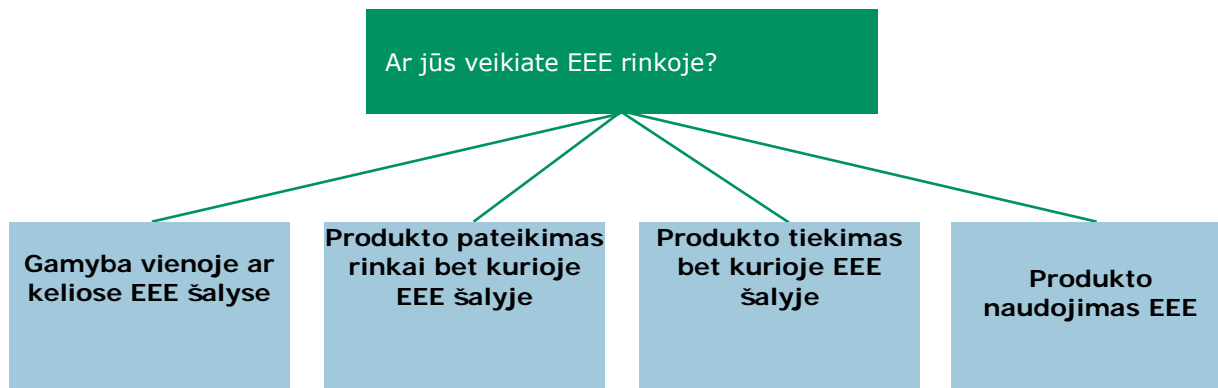 Ar jūs veikiate EEE rinkoje?
Gamyba vienoje ar
keliose EEE šalyse
Produkto pateikimas
rinkai bet kurioje
EEE šalyje
Produkto tiekimas
bet kurioje EEE
šalyje
Produkto
naudojimas EEE